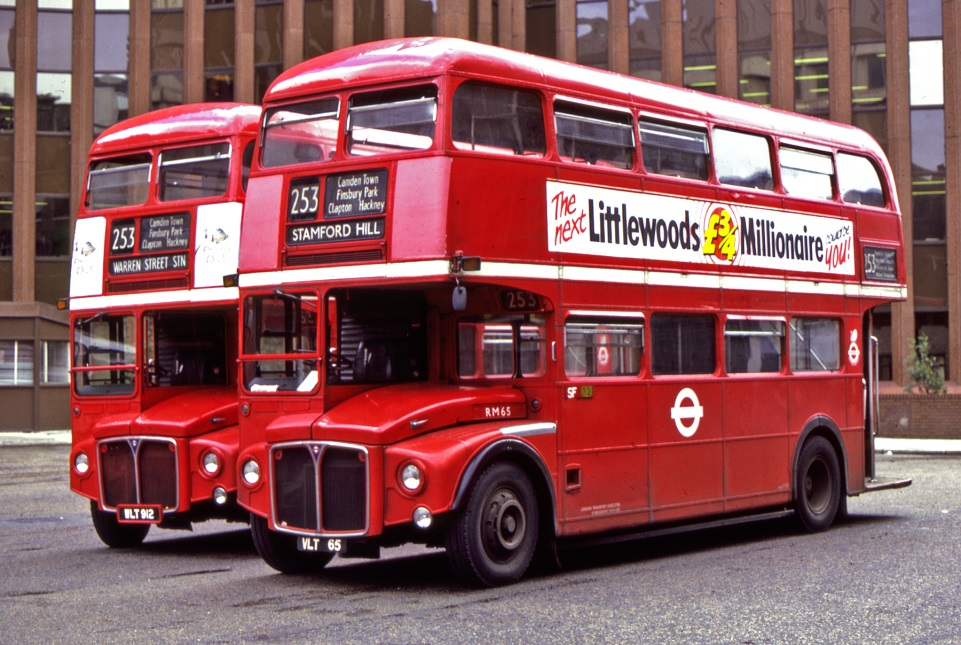 253
Camden Town
Finsbury Park
Clapton Hackney
WARREN STREET STN
WLT 912
253
Camden Town
Finsbury Park
Clapton Hackney
STAMFORD HILL
The next Littlewoods £¾ Millionaire could be YOU!
253
253
SF
RM65
VLT 65